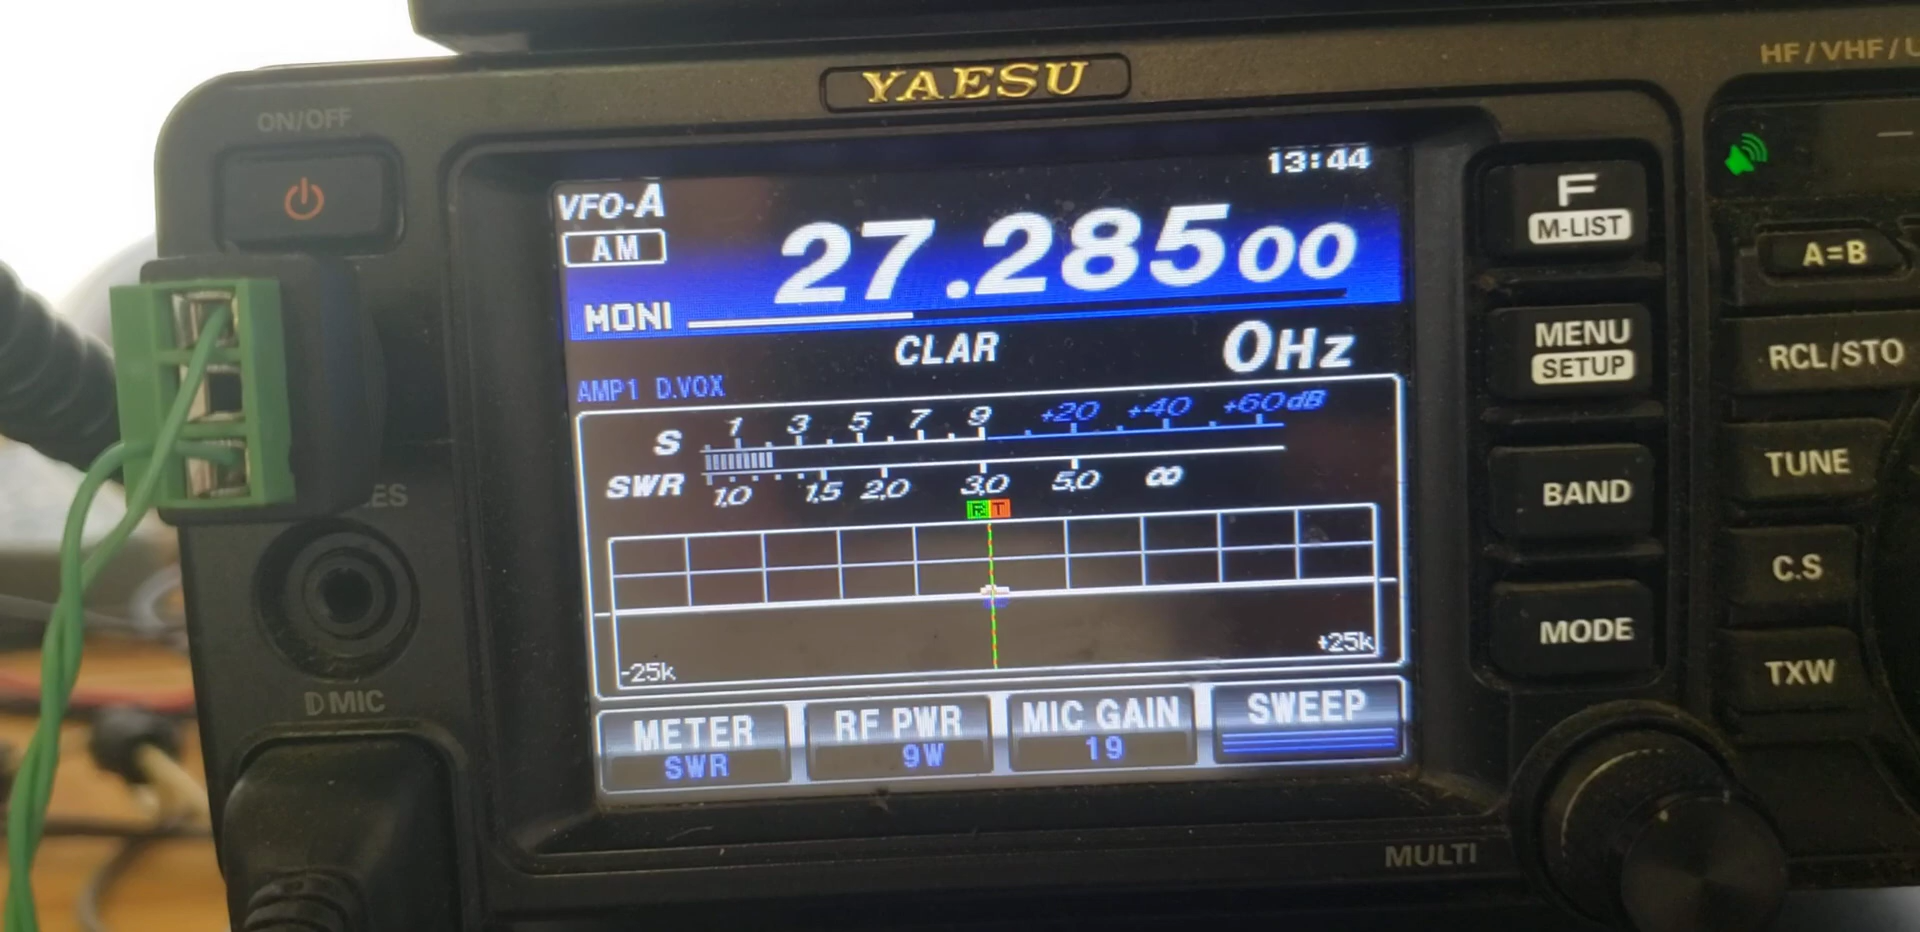 YAESU
HF/VHF/U
ON/OFF
13:44
VFO-A
AM
27.28500
MONI
CLAR 0Hz
AMP1 D.VOX
S 1 3 5 7 9 +20 +40 +60dB
SWR 1,0 1,5 2,0 3,0 5,0 ∞
R T
-25k +25k
METER RF PWR MIC GAIN SWEEP
SWR 9W 19
F
M-LIST
MENU
SETUP
BAND
MODE
A=B
RCL/STO
TUNE
C.S
TXW
D MIC
MULTI